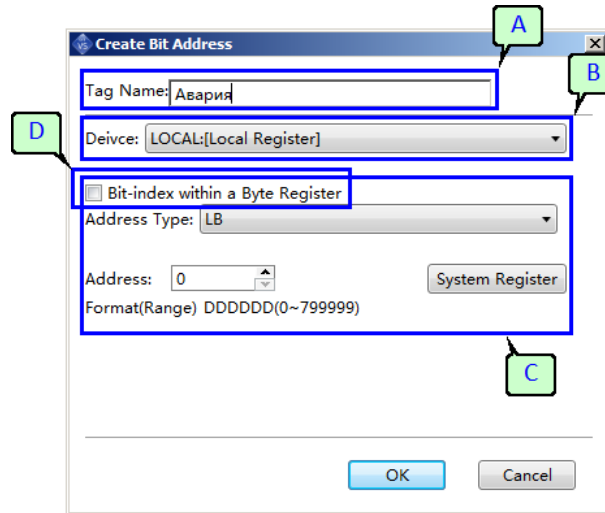 A
Create Bit Address
B
Tag Name: Авария
D
Deivce: LOCAL:[Local Register]
Bit-index within a Byte Register
Address Type: LB
Address: 0 System Register
Format(Range) DDDDDD(0~799999)
C
OK Cancel